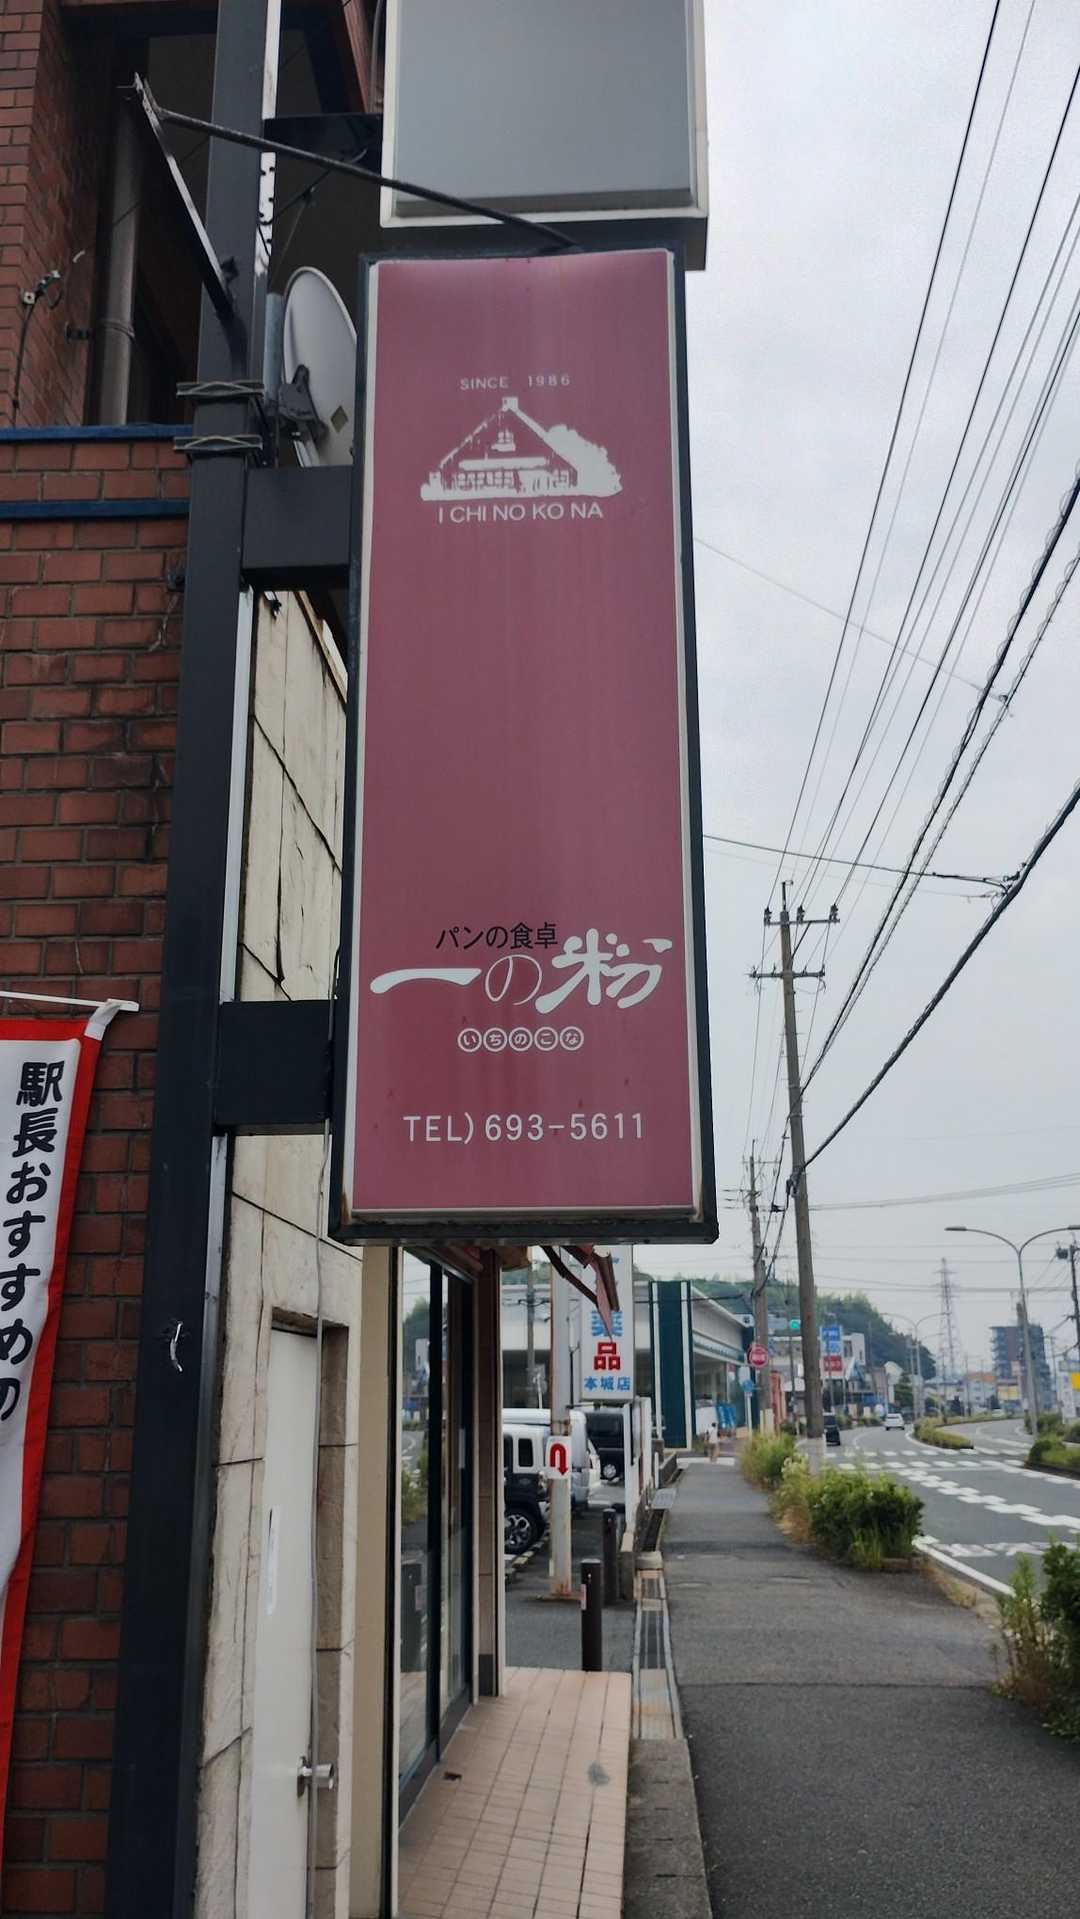 SINCE 1986
I CHI NO KO NA
パンの食卓
一の粉
いちのこな
TEL) 693-5611
駅長おすすめの
薬品
本城店